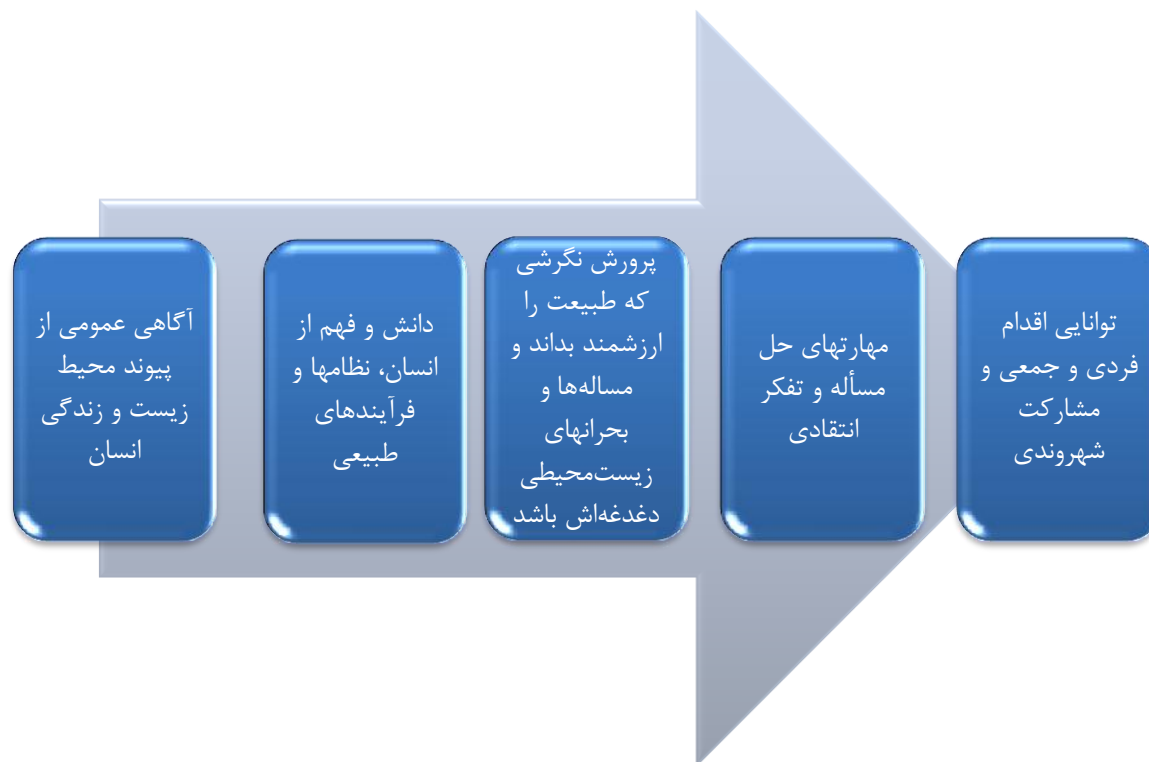 آگاهی عمومی از
پیوند محیط
زیست و زندگی
انسان
دانش و فهم از
انسان، نظامها و
فرآیندهای
طبیعی
پرورش نگرشی
که طبیعت را
ارزشمند بداند و
مساله‌ها و
بحرانهای
زیست‌محیطی
دغدغه‌اش باشد
مهارتهای حل
مسأله و تفکر
انتقادی
توانایی اقدام
فردی و جمعی و
مشارکت
شهروندی